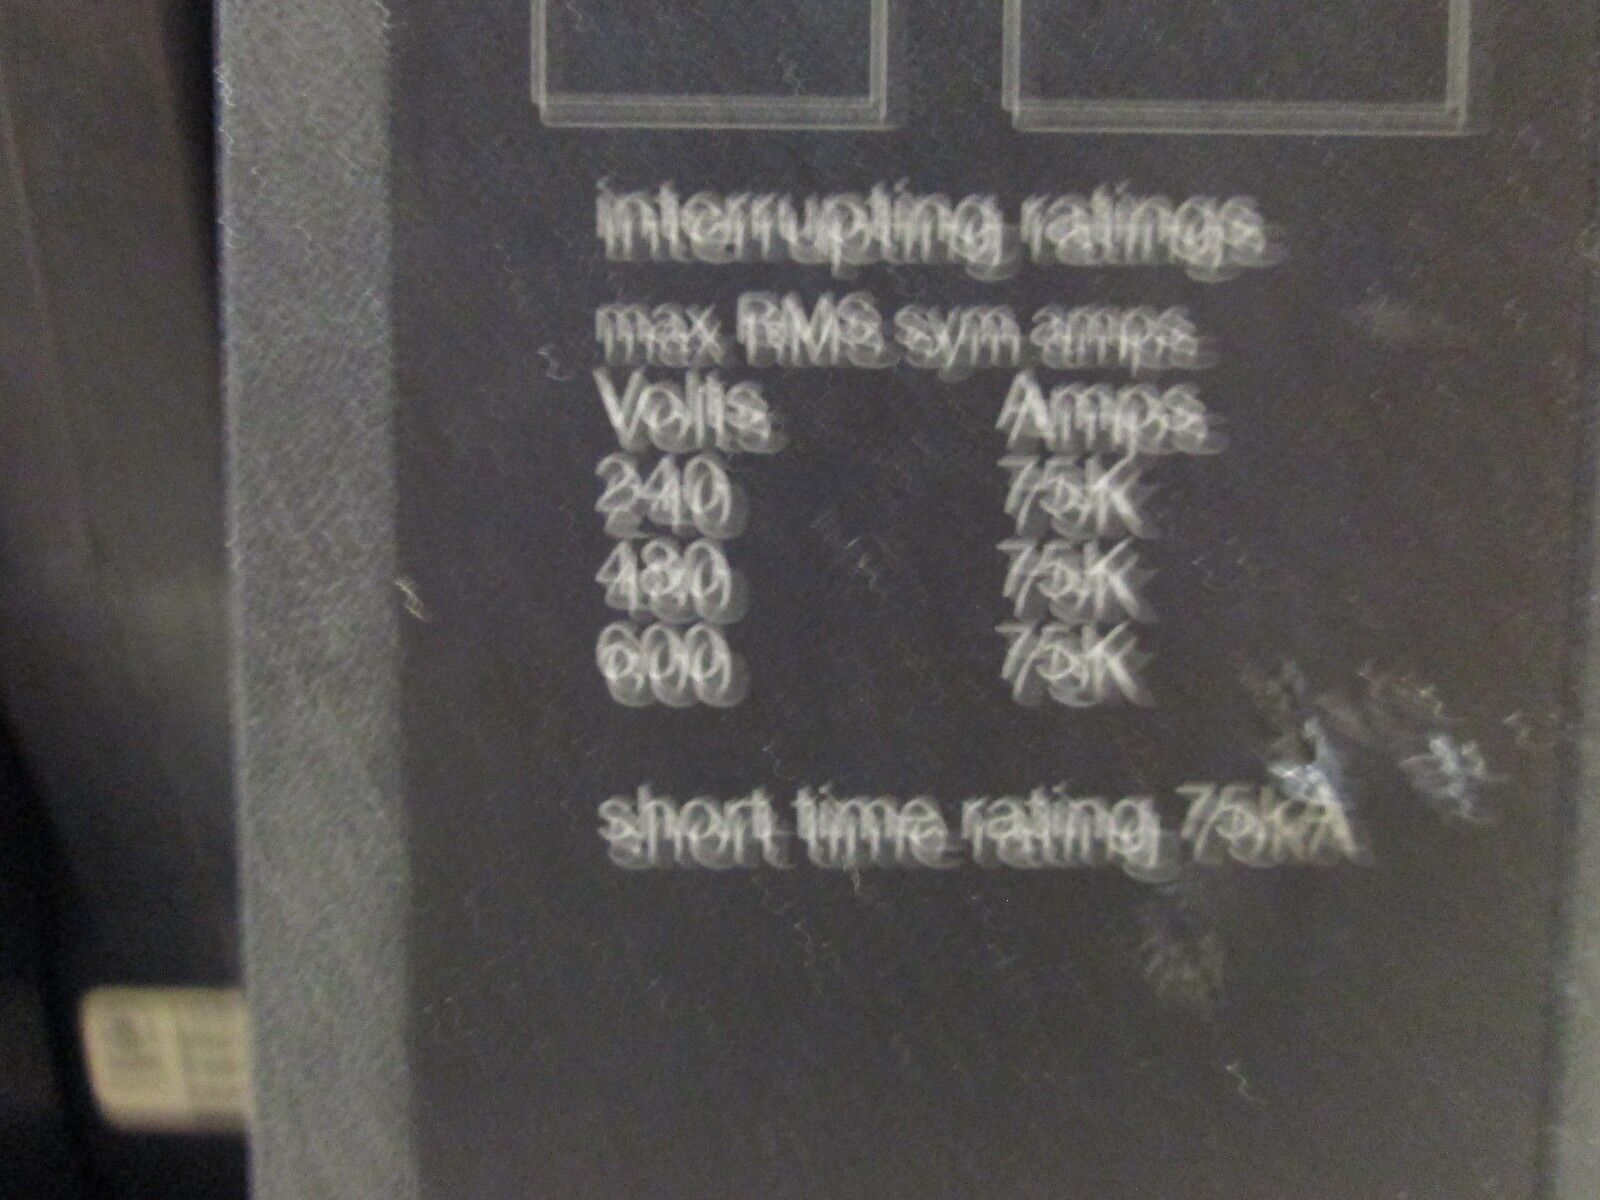 interrupting ratings
max RMS sym amps
Volts Amps
240 75K
480 75K
600 75K
short time rating 75kA